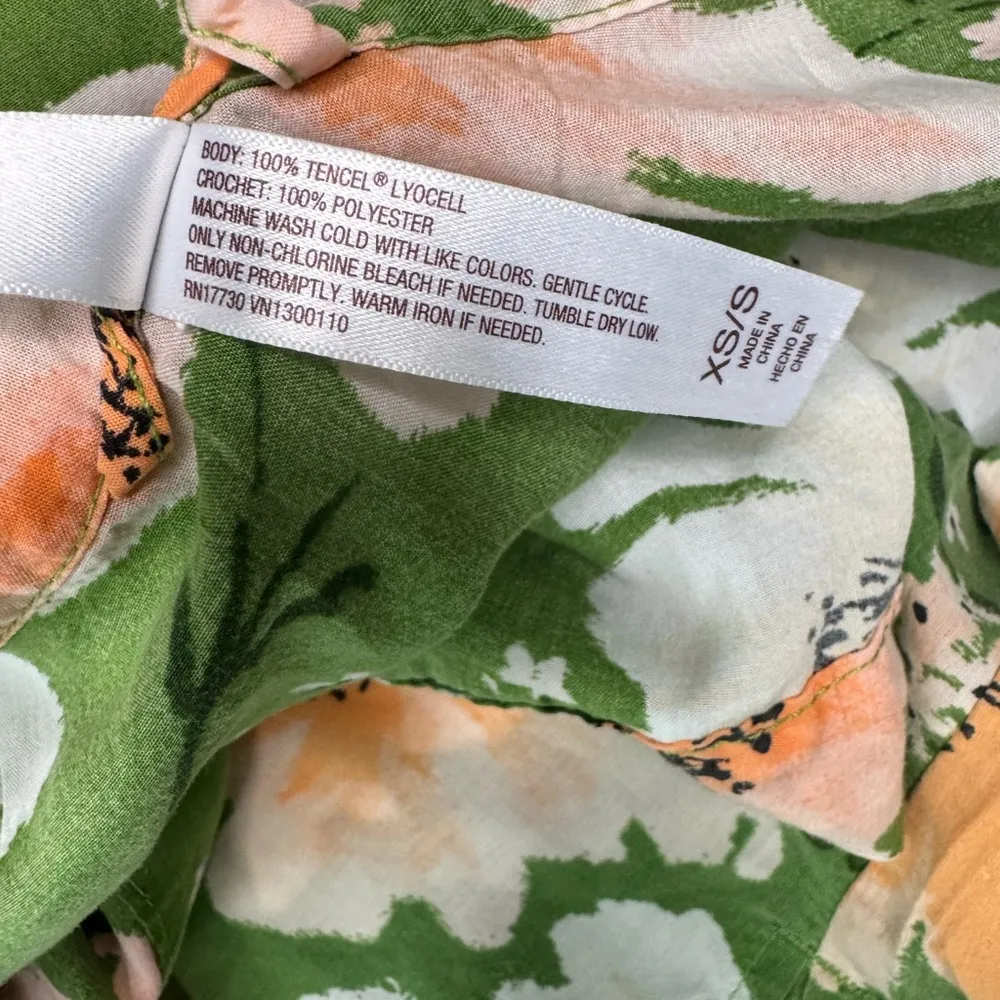 BODY: 100% TENCEL® LYOCELL
CROCHET: 100% POLYESTER
MACHINE WASH COLD WITH LIKE COLORS. GENTLE CYCLE.
ONLY NON-CHLORINE BLEACH IF NEEDED. TUMBLE DRY LOW.
REMOVE PROMPTLY. WARM IRON IF NEEDED.
RN17730 VN1300110
XS/S
MADE IN
CHINA
HECHO EN
CHINA